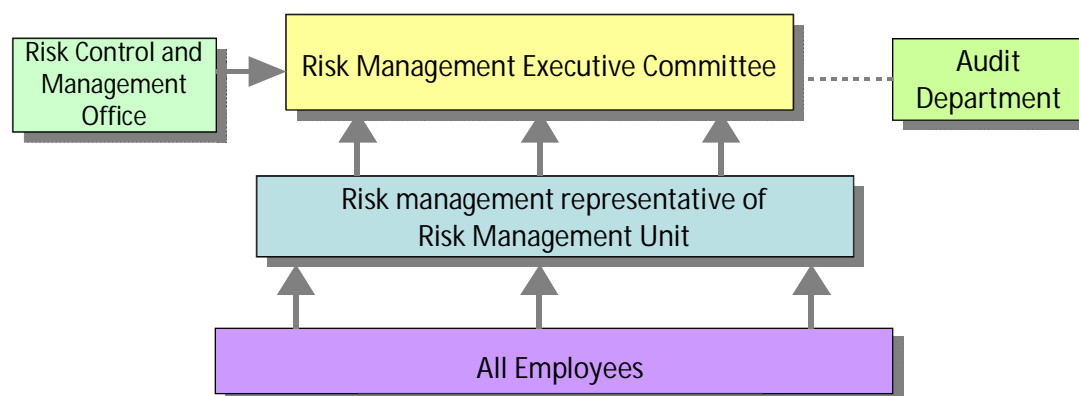 Risk Control and
Management
Office
Risk Management Executive Committee
Audit
Department
Risk management representative of
Risk Management Unit
All Employees